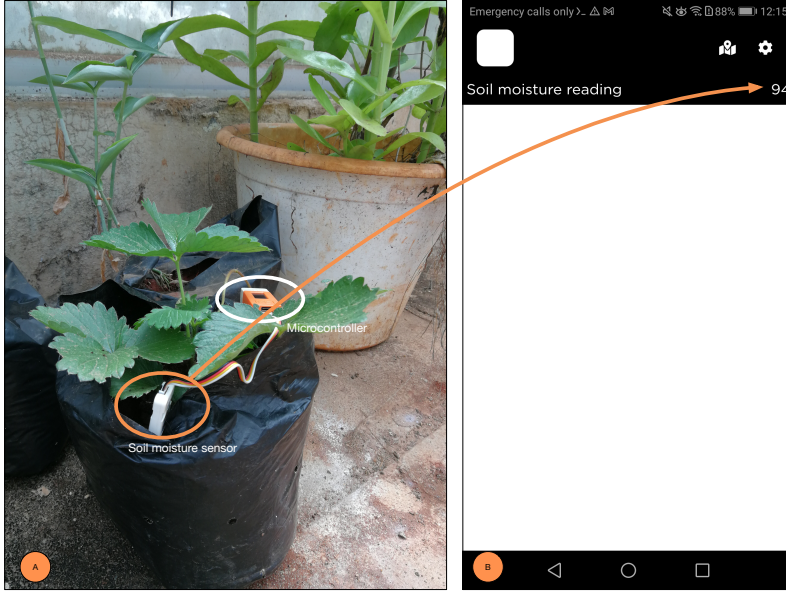 Microcontroller
Soil moisture sensor
A
Emergency calls only 88% 12:15
Soil moisture reading 94
B